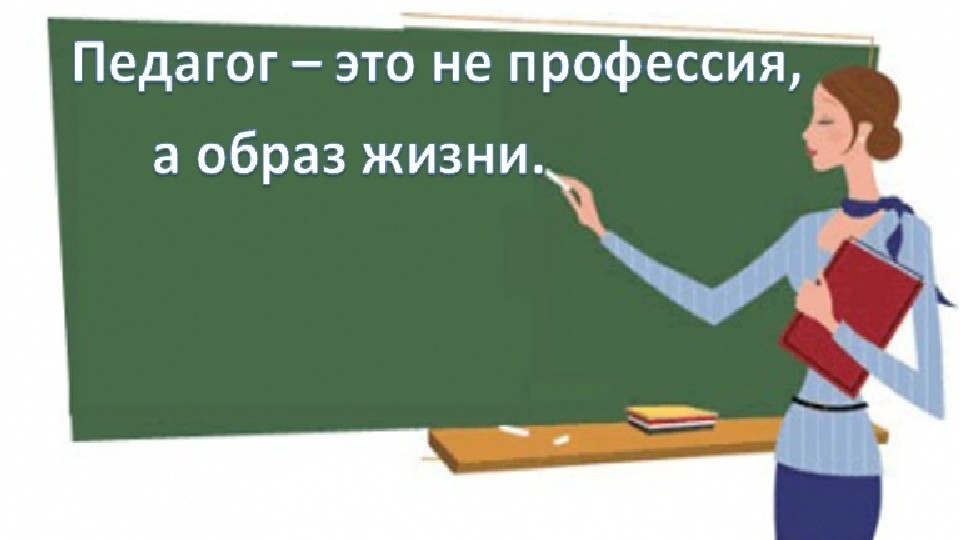 Педагог – это не профессия,
а образ жизни.